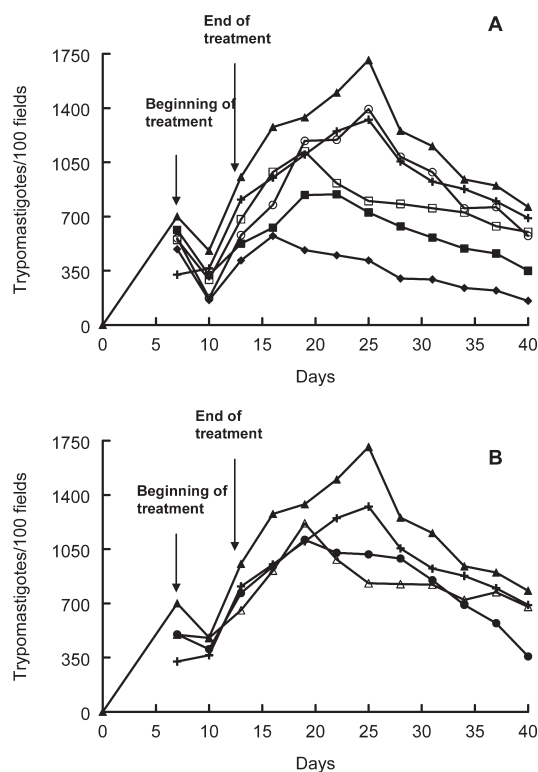 A
End of
treatment
Beginning of
treatment
Trypomastigotes/100 fields
1750
1400
1050
700
350
0
0 5 10 15 20 25 30 35 40
Days
B
End of
treatment
Beginning of
treatment
Trypomastigotes/100 fields
1750
1400
1050
700
350
0
0 5 10 15 20 25 30 35 40
Days